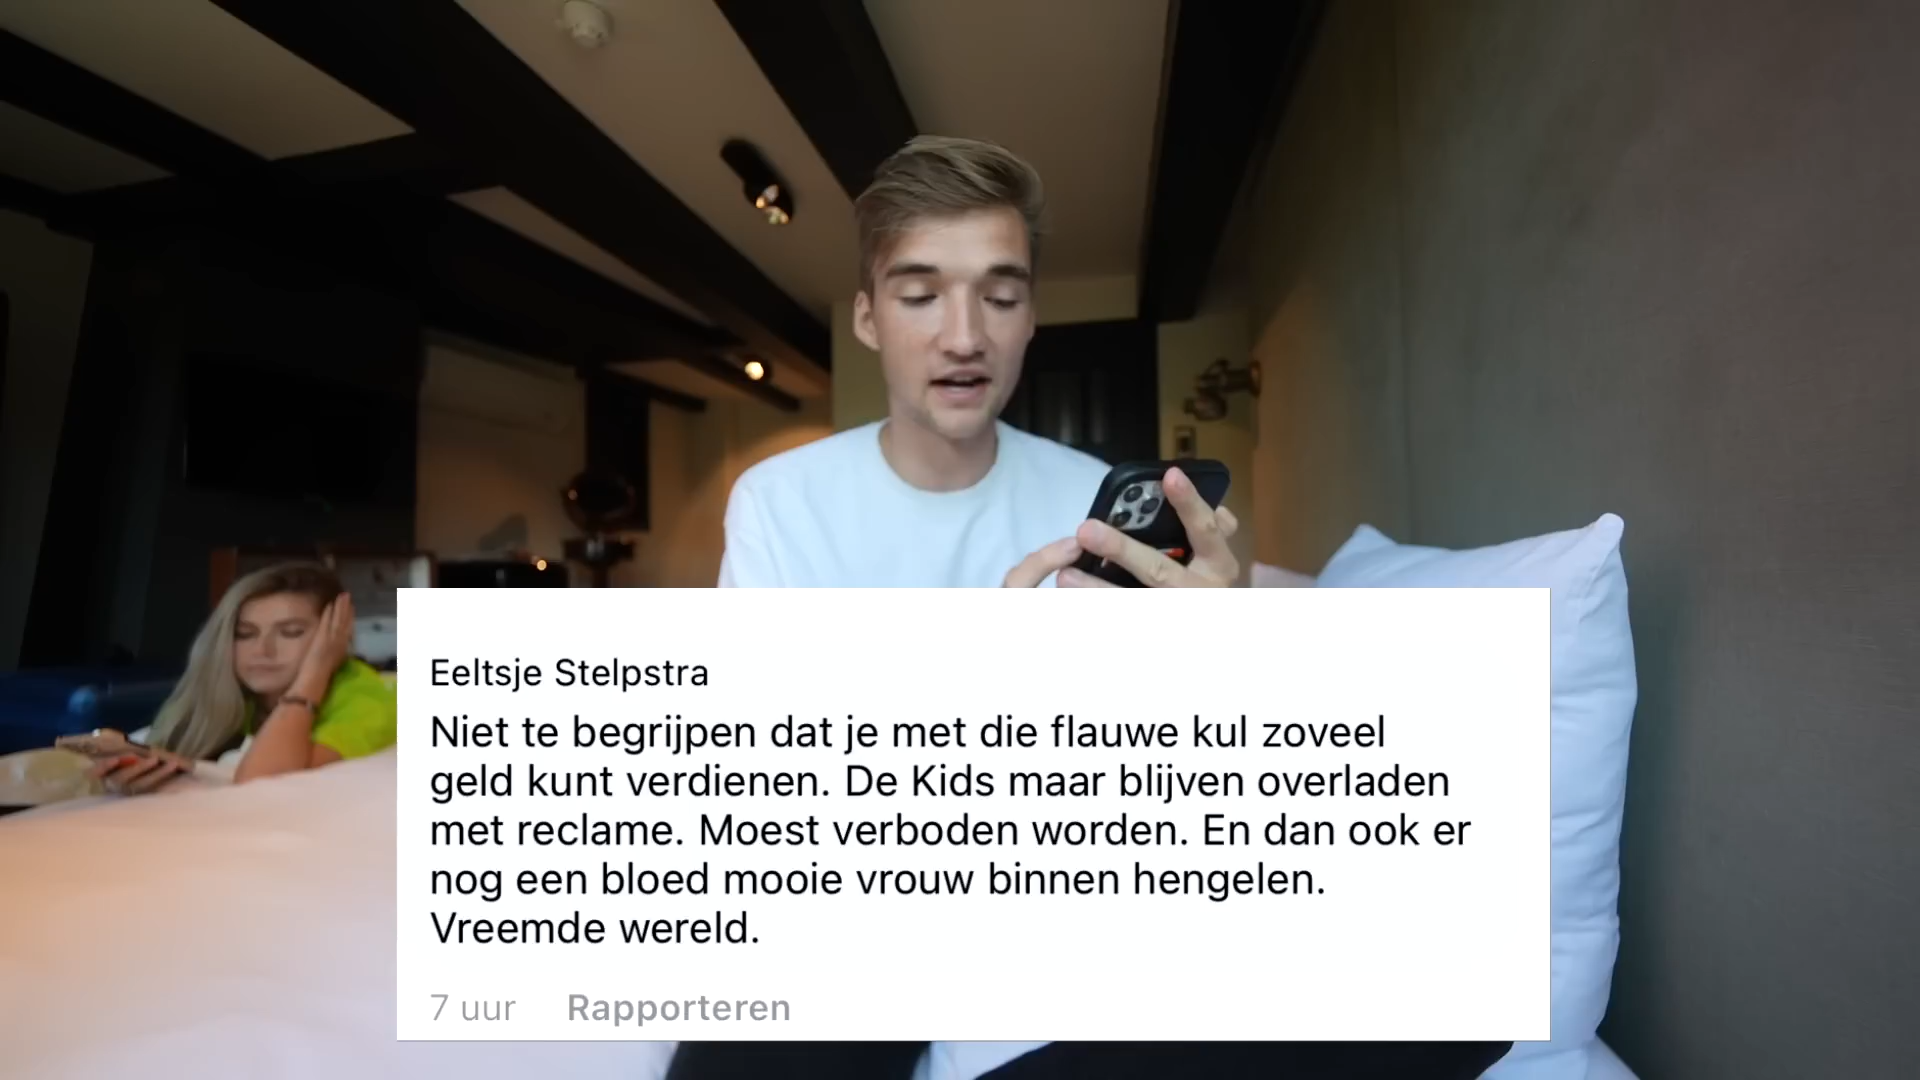 Eeltsje Stelpstra
Niet te begrijpen dat je met die flauwe kul zoveel
geld kunt verdienen. De Kids maar blijven overladen
met reclame. Moest verboden worden. En dan ook er
nog een bloed mooie vrouw binnen hengelen.
Vreemde wereld.
7 uur Rapporteren